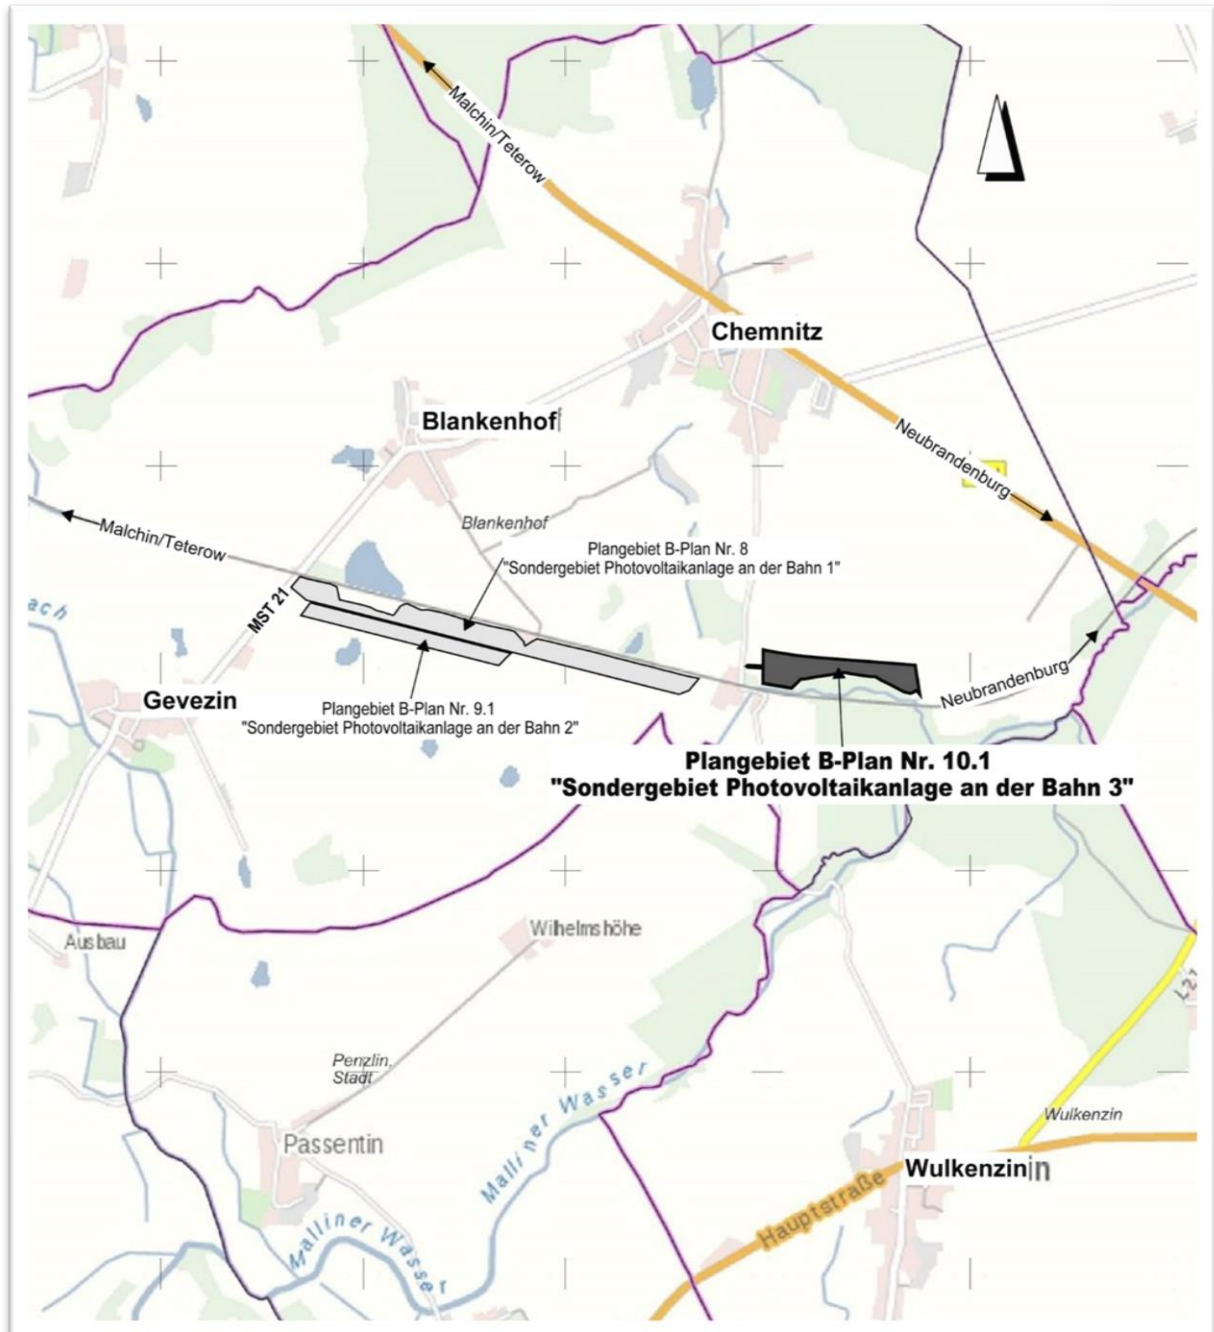 Malchin/Teterow
Chemnitz
Blankenhof
Neubrandenburg
Blankenhof
Malchin/Teterow
Plangebiet B-Plan Nr. 8
"Sondergebiet Photovoltaikanlage an der Bahn 1"
MST 21
ach
Gevezin
Neubrandenburg
Plangebiet B-Plan Nr. 9.1
"Sondergebiet Photovoltaikanlage an der Bahn 2"
Plangebiet B-Plan Nr. 10.1
"Sondergebiet Photovoltaikanlage an der Bahn 3"
Wilhelmshöhe
Ausbau
Penzlin,
Stadt
Malliner Wasser
Wulkenzin
Passentin
Wulkenzin
Hauptstraße
Malliner Wasser